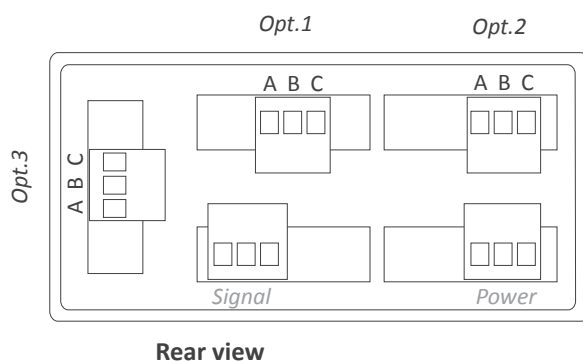 Opt.1 Opt.2
A B C A B C
Opt.3
A B C
Signal Power
Rear view